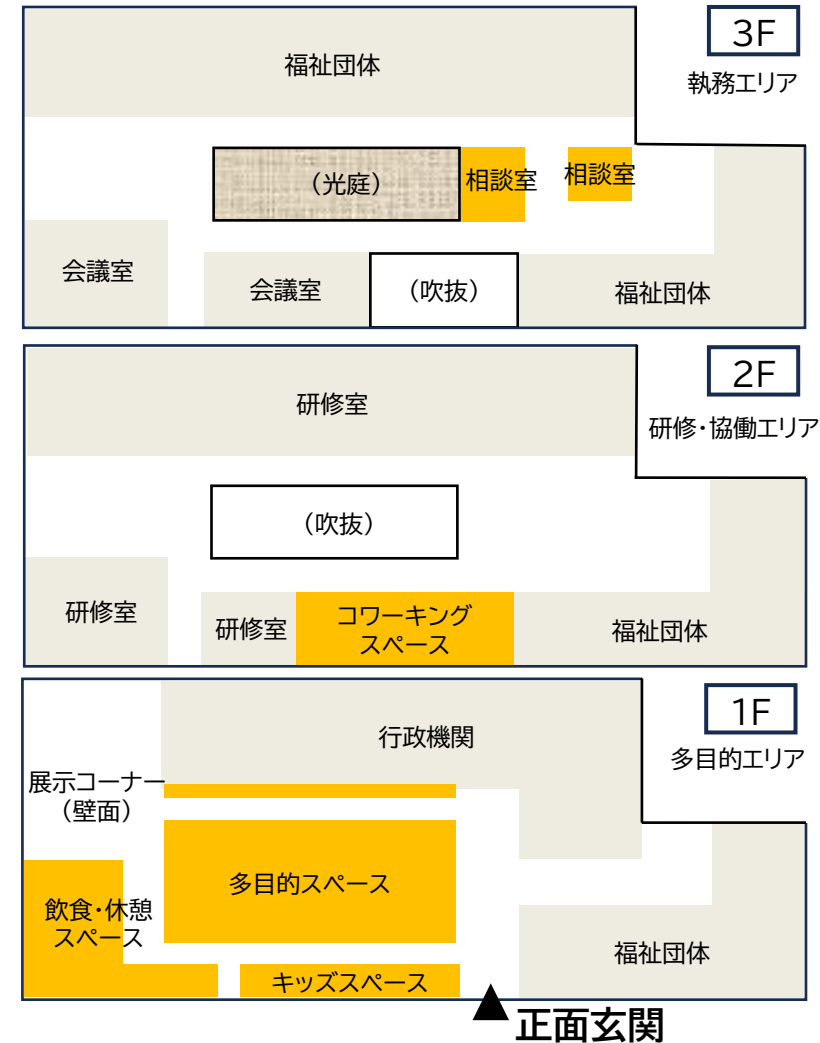 3F
執務エリア
福祉団体
（光庭）
相談室
相談室
会議室
会議室
（吹抜）
福祉団体
2F
研修・協働エリア
研修室
（吹抜）
研修室
研修室
コワーキング
スペース
福祉団体
1F
多目的エリア
行政機関
展示コーナー
（壁面）
多目的スペース
飲食・休憩
スペース
キッズスペース
福祉団体
▲正面玄関